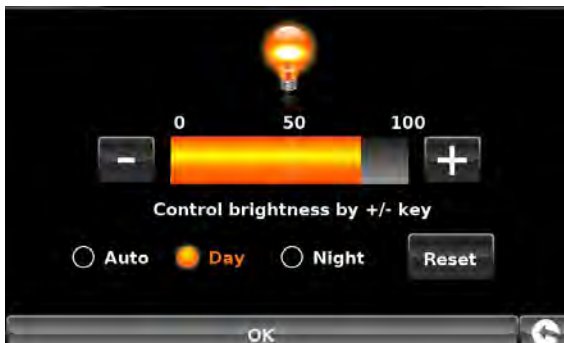 0 50 100
- +
Control brightness by +/- key
Auto Day Night Reset
OK